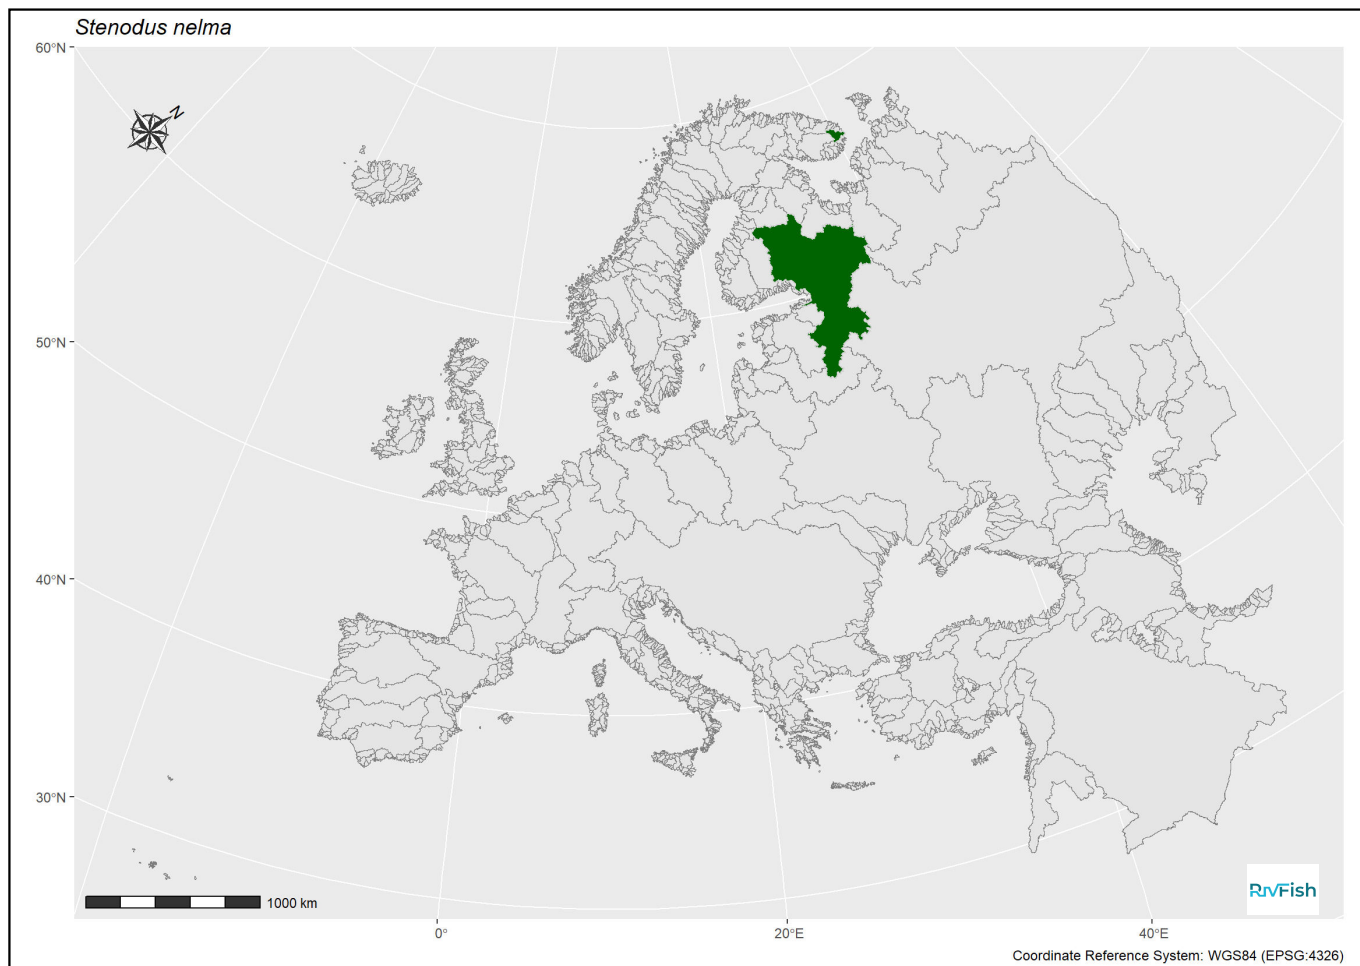 Stenodus nelma
60°N
N
50°N
40°N
30°N
1000 km
RIVFish
0°
20°E
40°E
Coordinate Reference System: WGS84 (EPSG:4326)